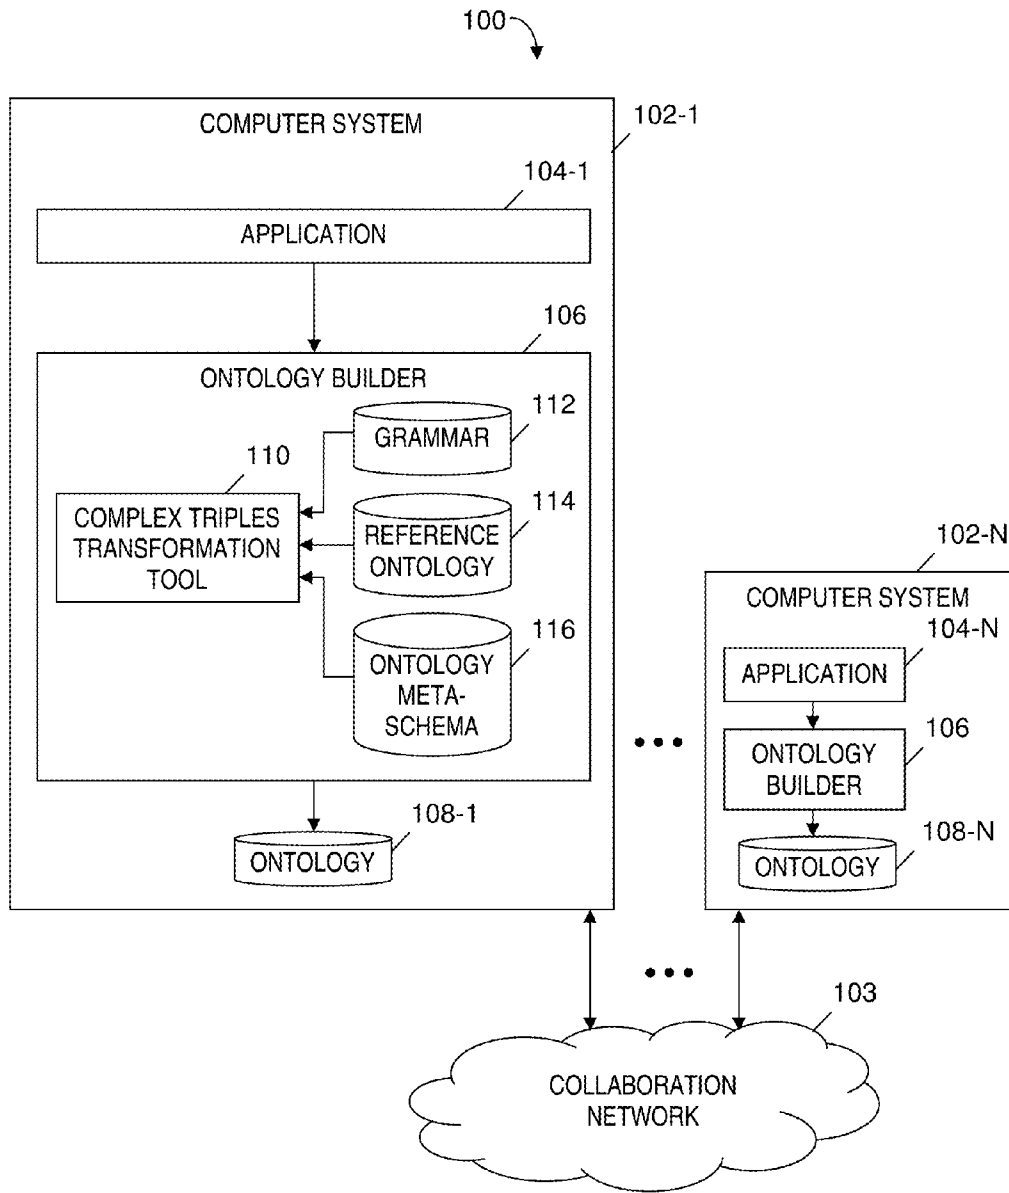 100
COMPUTER SYSTEM
102-1
104-1
APPLICATION
106
ONTOLOGY BUILDER
112
GRAMMAR
110
COMPLEX TRIPLES
TRANSFORMATION
TOOL
114
REFERENCE
ONTOLOGY
116
ONTOLOGY
META-
SCHEMA
108-1
ONTOLOGY
102-N
COMPUTER SYSTEM
104-N
APPLICATION
106
ONTOLOGY
BUILDER
108-N
ONTOLOGY
103
COLLABORATION
NETWORK